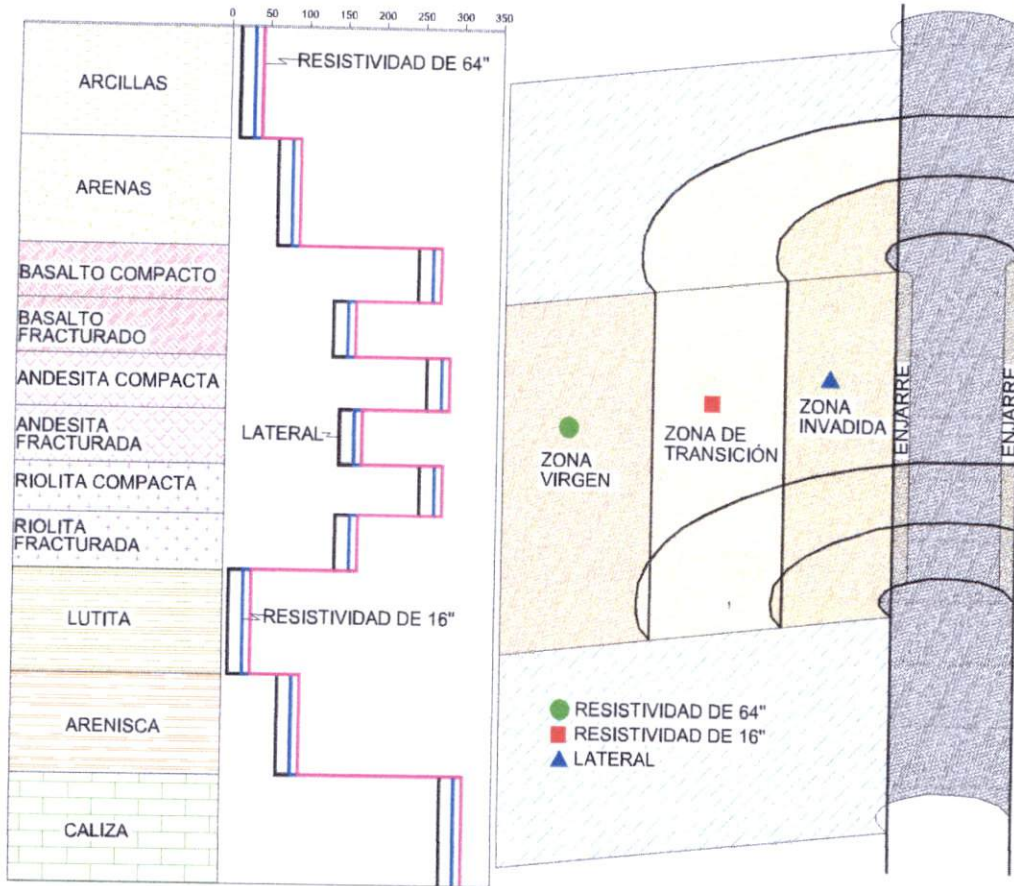 0 50 100 150 200 250 300 350
ARCILLAS
RESISTIVIDAD DE 64"
ARENAS
BASALTO COMPACTO
BASALTO
FRACTURADO
ANDESITA COMPACTA
ANDESITA
FRACTURADA
LATERAL
RIOLITA COMPACTA
RIOLITA
FRACTURADA
LUTITA
RESISTIVIDAD DE 16"
ARENISCA
CALIZA
ZONA
VIRGEN
ZONA DE
TRANSICIÓN
ZONA
INVADIDA
ENJARRE
ENJARRE
RESISTIVIDAD DE 64"
RESISTIVIDAD DE 16"
LATERAL